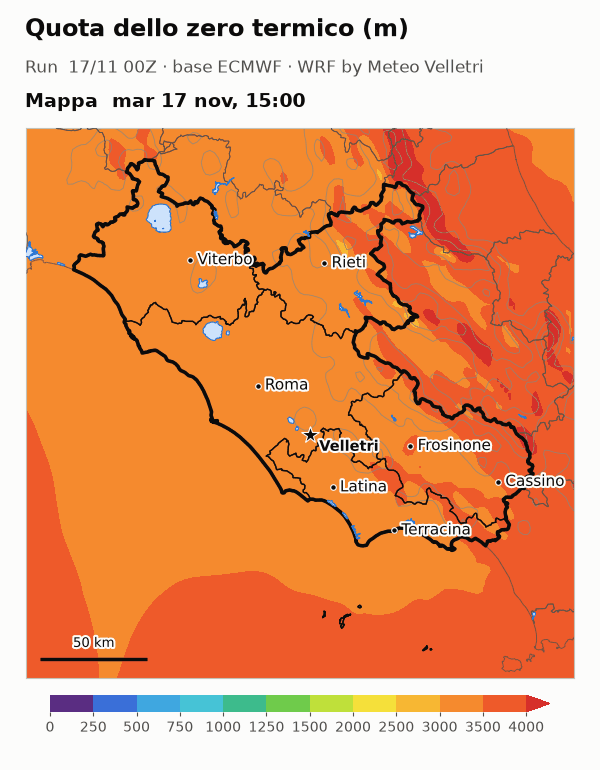 Quota dello zero termico (m)
Run  17/11 00Z · base ECMWF · WRF by Meteo Velletri
Mappa  mar 17 nov, 15:00
Viterbo
Rieti
Roma
Velletri
Frosinone
Cassino
Latina
Terracina
50 km
0 250 500 750 1000 1250 1500 2000 2500 3000 3500 4000